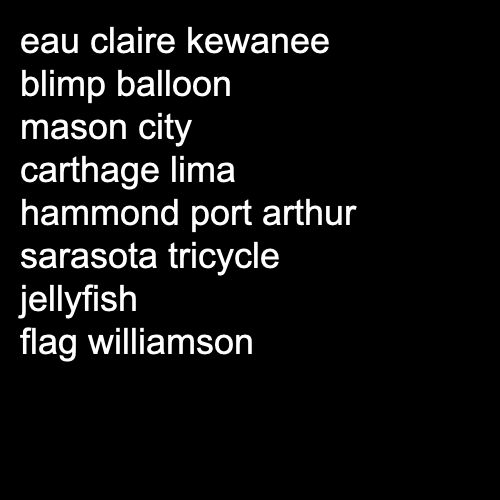 eau claire kewanee
blimp balloon
mason city
carthage lima
hammond port arthur
sarasota tricycle
jellyfish
flag williamson